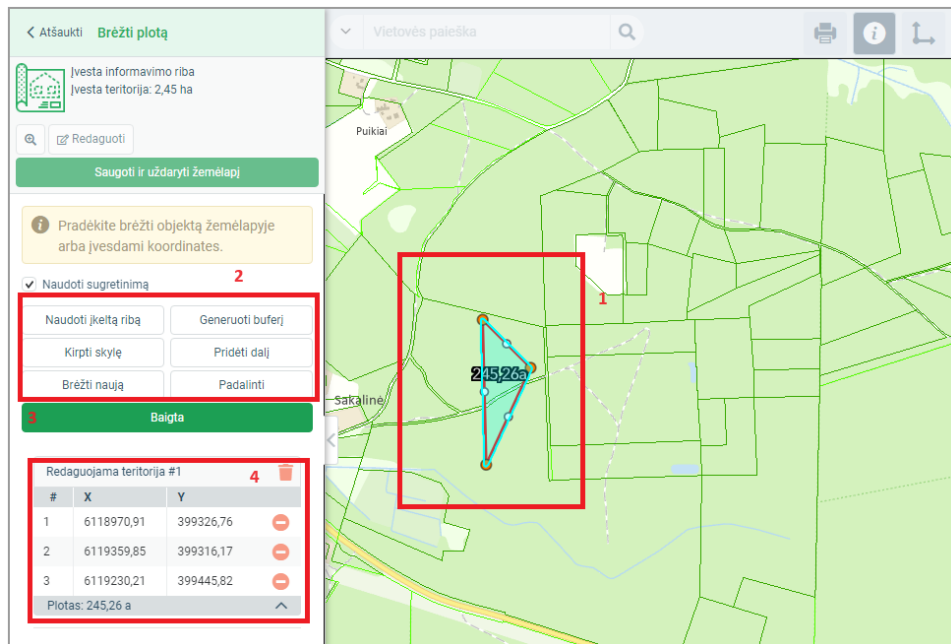 Atšaukti Brėžti plotą
Įvesta informavimo riba
Įvesta teritorija: 2,45 ha
Redaguoti
Saugoti ir uždaryti žemėlapį
Pradėkite brėžti objektą žemėlapyje
arba įvesdami koordinates.
2
Naudoti sugretinimą
Naudoti įkeltą ribą Generuoti buferį
Kirpti skylę Pridėti dalį
Brėžti naują Padalinti
3 Baigta
Redaguojama teritorija #1 4
# X Y
1 6118970,91 399326,76
2 6119359,85 399316,17
3 6119230,21 399445,82
Plotas: 245,26 a
Vietovės paieška
Puikiai
1
245,26a
Sakalinė